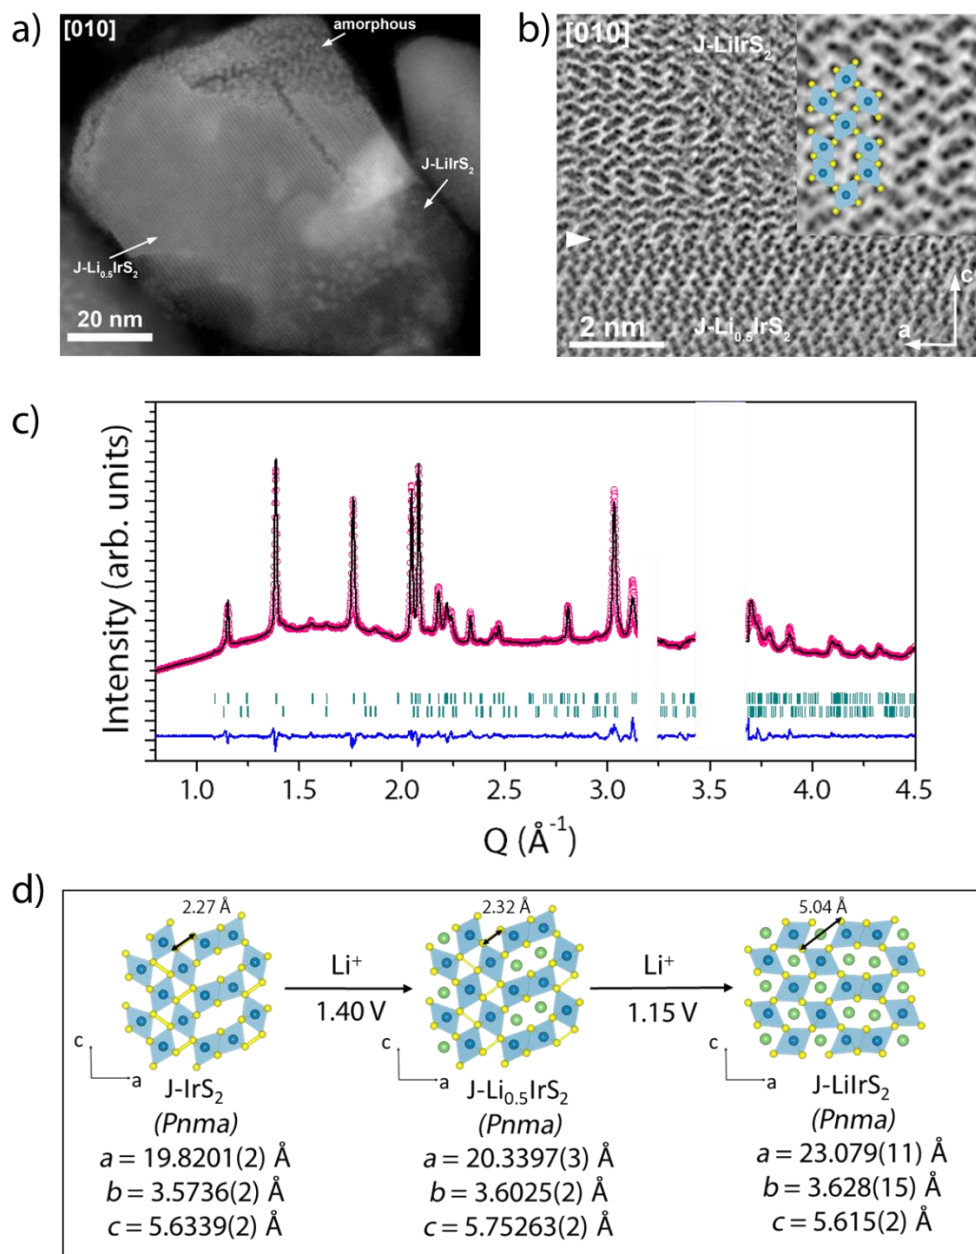 a)
[010]
amorphous
J-LiIrS₂
J-Li₀.₅IrS₂
20 nm
b)
[010]
J-LiIrS₂
c
a
2 nm
J-Li₀.₅IrS₂
c)
Intensity (arb. units)
1.0 1.5 2.0 2.5 3.0 3.5 4.0 4.5
Q (Å⁻¹)
d)
2.27 Å
2.32 Å
5.04 Å
Li⁺
1.40 V
Li⁺
1.15 V
c
a
c
a
c
a
J-IrS₂
(Pnma)
a = 19.8201(2) Å
b = 3.5736(2) Å
c = 5.6339(2) Å
J-Li₀.₅IrS₂
(Pnma)
a = 20.3397(3) Å
b = 3.6025(2) Å
c = 5.75263(2) Å
J-LiIrS₂
(Pnma)
a = 23.079(11) Å
b = 3.628(15) Å
c = 5.615(2) Å